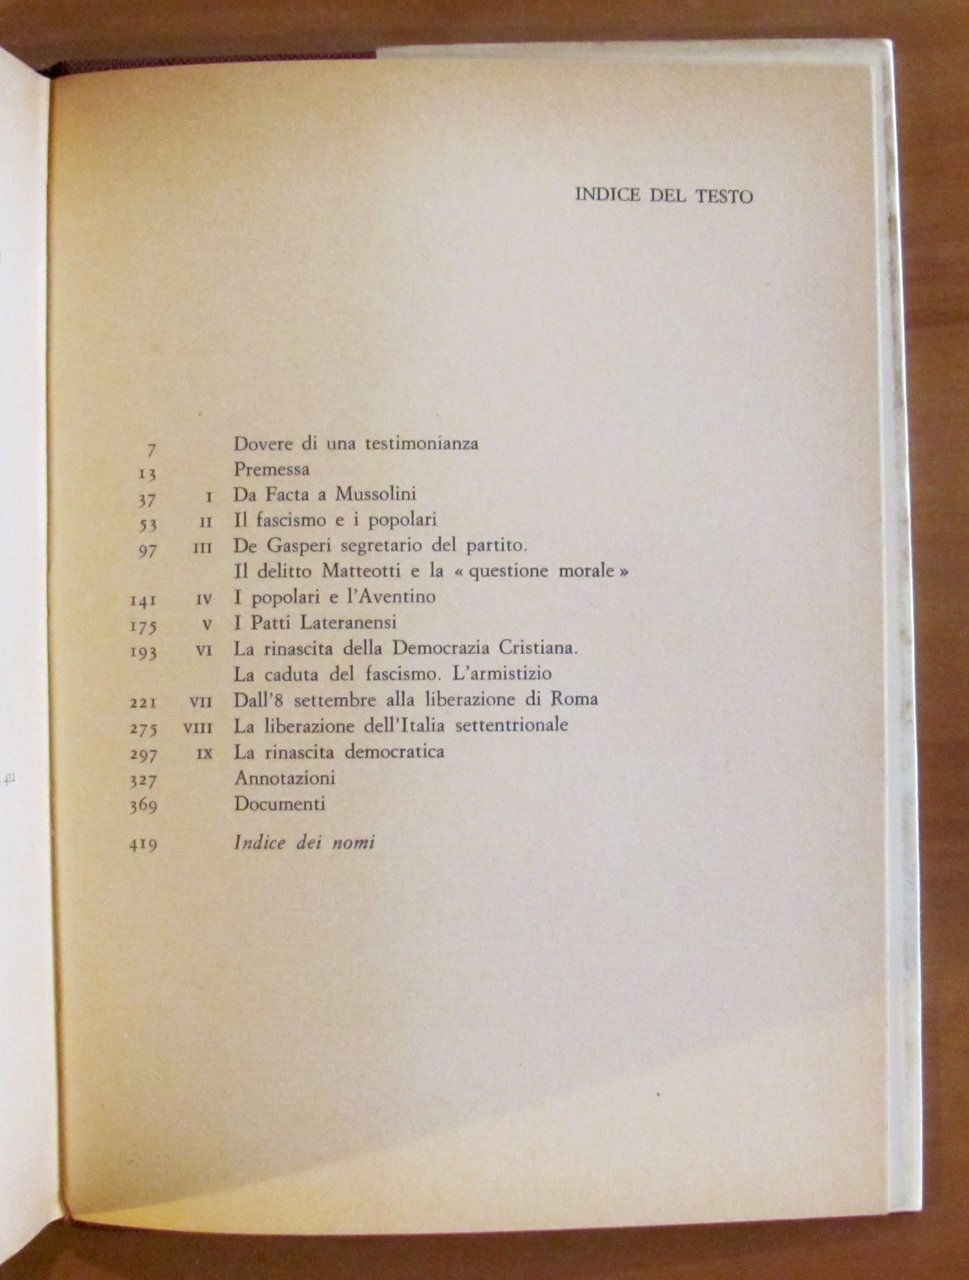 INDICE DEL TESTO
7 Dovere di una testimonianza
13 Premessa
37 I Da Facta a Mussolini
53 II Il fascismo e i popolari
97 III De Gasperi segretario del partito.
Il delitto Matteotti e la « questione morale »
141 IV I popolari e l'Aventino
175 V I Patti Lateranensi
193 VI La rinascita della Democrazia Cristiana.
La caduta del fascismo. L'armistizio
221 VII Dall'8 settembre alla liberazione di Roma
275 VIII La liberazione dell'Italia settentrionale
297 IX La rinascita democratica
327 Annotazioni
369 Documenti
419 Indice dei nomi